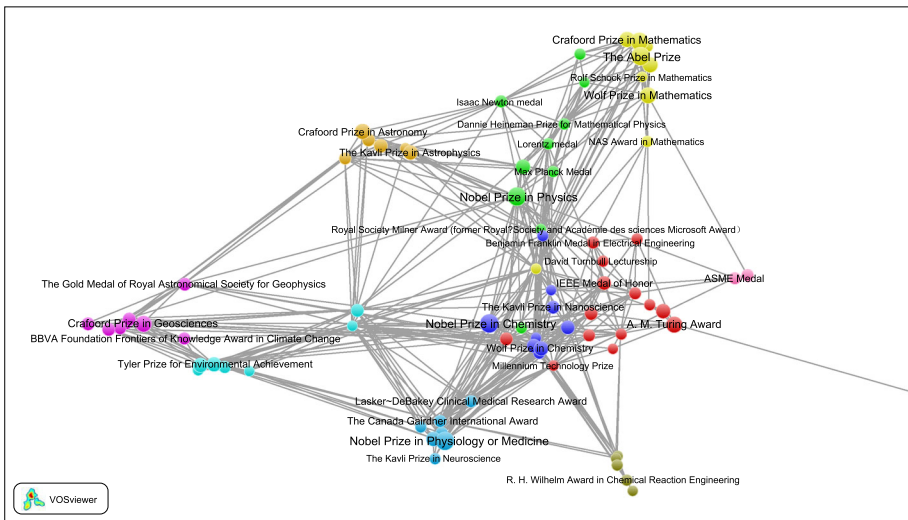 Crafoord Prize in Mathematics
The Abel Prize
Rolf Schock Prize in Mathematics
Wolf Prize in Mathematics
Isaac Newton medal
Dannie Heineman Prize for Mathematical Physics
Crafoord Prize in Astronomy
Lorentz medal
NAS Award in Mathematics
The Kavli Prize in Astrophysics
Max Planck Medal
Nobel Prize in Physics
Royal Society Milner Award (former Royal?Society and Académie des sciences Microsoft Award）
Benjamin Franklin Medal in Electrical Engineering
David Turnbull Lectureship
ASME Medal
The Gold Medal of Royal Astronomical Society for Geophysics
IEEE Medal of Honor
The Kavli Prize in Nanoscience
Crafoord Prize in Geosciences
Nobel Prize in Chemistry
A. M. Turing Award
BBVA Foundation Frontiers of Knowledge Award in Climate Change
Wolf Prize in Chemistry
Tyler Prize for Environmental Achievement
Millennium Technology Prize
Lasker~DeBakey Clinical Medical Research Award
The Canada Gairdner International Award
Nobel Prize in Physiology or Medicine
The Kavli Prize in Neuroscience
R. H. Wilhelm Award in Chemical Reaction Engineering
VOSviewer